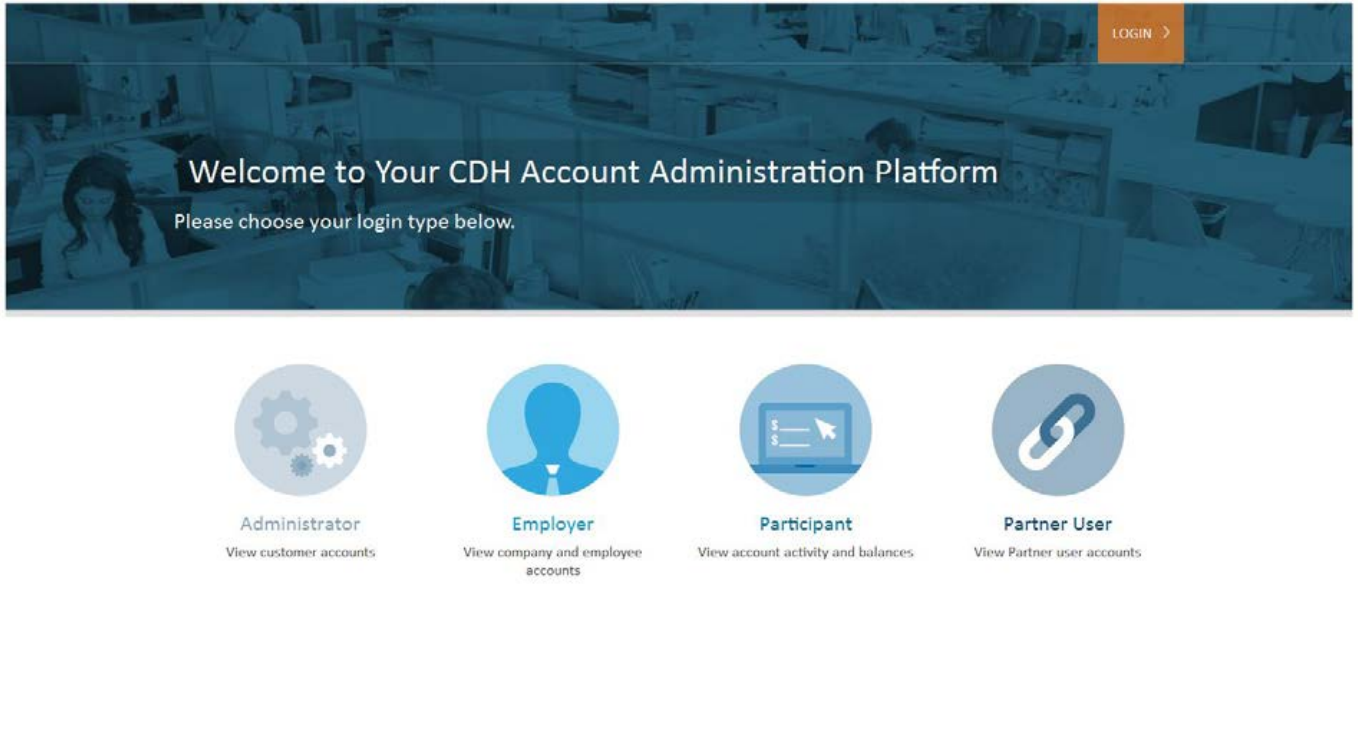 LOGIN >
Welcome to Your CDH Account Administration Platform
Please choose your login type below.
$
$
Administrator
View customer accounts
Employer
View company and employee
accounts
Participant
View account activity and balances
Partner User
View Partner user accounts